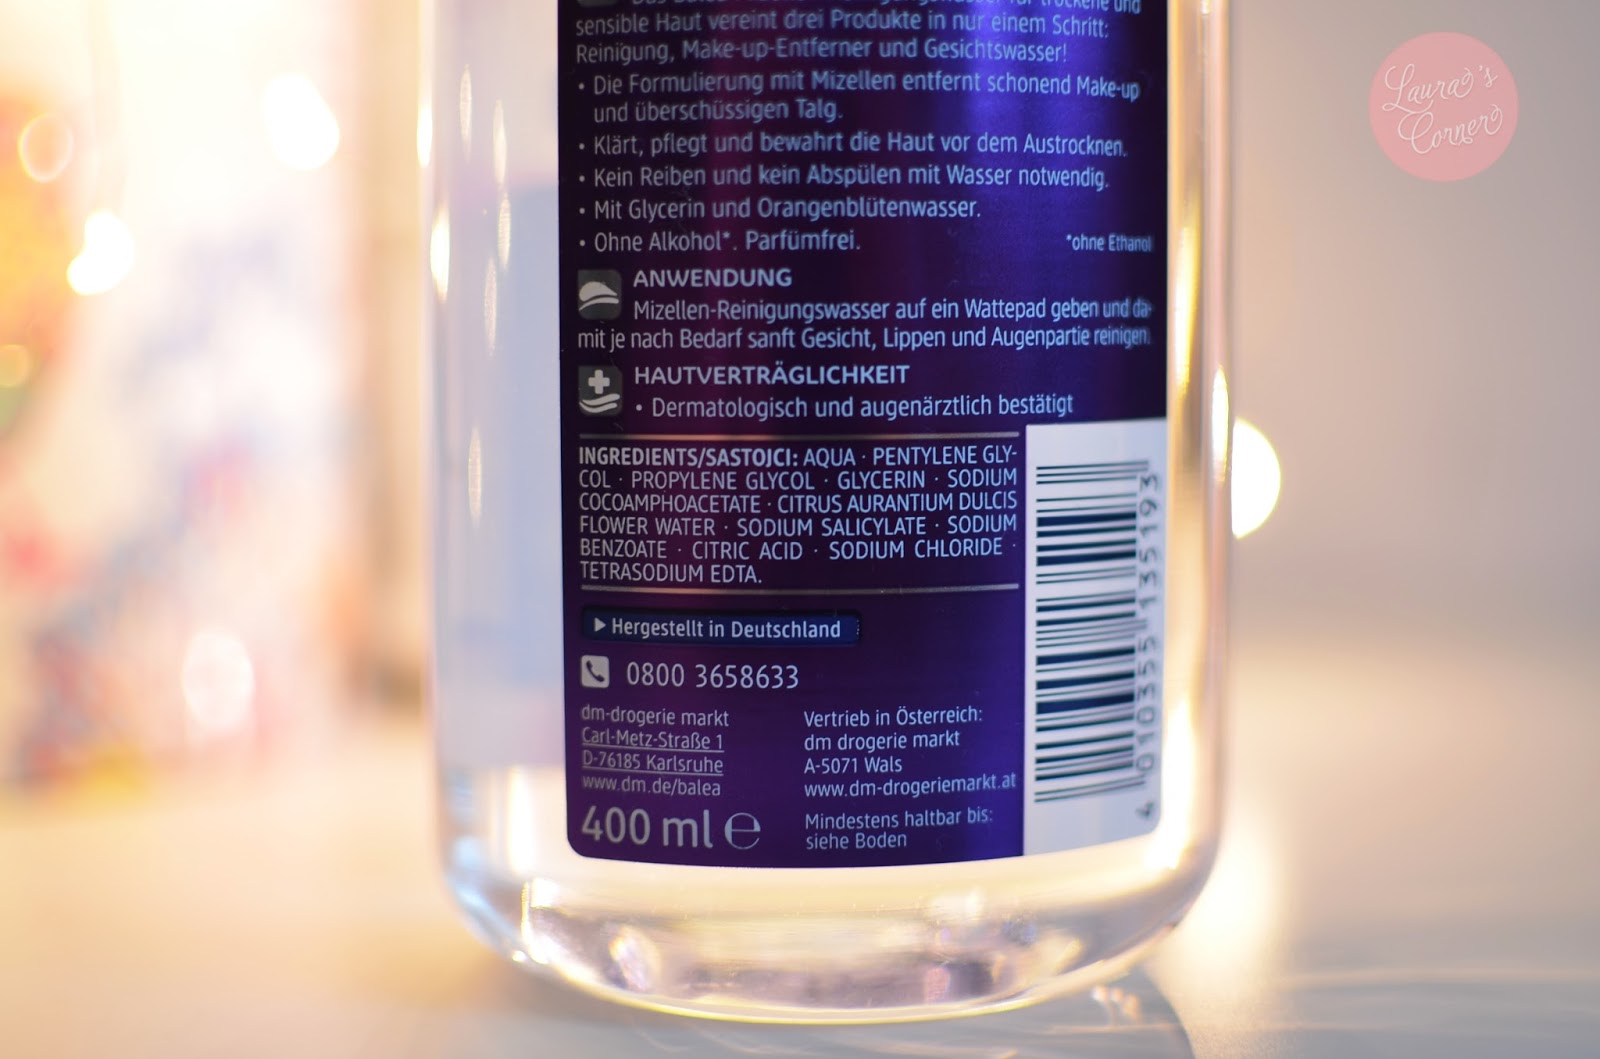 Das Balea Mizellen-Reinigungswasser für trockene und
sensible Haut vereint drei Produkte in nur einem Schritt:
Reinigung, Make-up-Entferner und Gesichtswasser!
• Die Formulierung mit Mizellen entfernt schonend Make-up
und überschüssigen Talg.
• Klärt, pflegt und bewahrt die Haut vor dem Austrocknen.
• Kein Reiben und kein Abspülen mit Wasser notwendig.
• Mit Glycerin und Orangenblütenwasser.
• Ohne Alkohol*. Parfümfrei. *ohne Ethanol
ANWENDUNG
Mizellen-Reinigungswasser auf ein Wattepad geben und da-
mit je nach Bedarf sanft Gesicht, Lippen und Augenpartie reinigen.
HAUTVERTRÄGLICHKEIT
• Dermatologisch und augenärztlich bestätigt
INGREDIENTS/SASTOJCI: AQUA · PENTYLENE GLY-
COL · PROPYLENE GLYCOL · GLYCERIN · SODIUM
COCOAMPHOACETATE · CITRUS AURANTIUM DULCIS
FLOWER WATER · SODIUM SALICYLATE · SODIUM
BENZOATE · CITRIC ACID · SODIUM CHLORIDE ·
TETRASODIUM EDTA.
Hergestellt in Deutschland
0800 3658633
dm-drogerie markt
Carl-Metz-Straße 1
D-76185 Karlsruhe
www.dm.de/balea
400 ml e
Vertrieb in Österreich:
dm drogerie markt
A-5071 Wals
www.dm-drogeriemarkt.at
Mindestens haltbar bis:
siehe Boden
4 010355 135193
Laura's
Corner